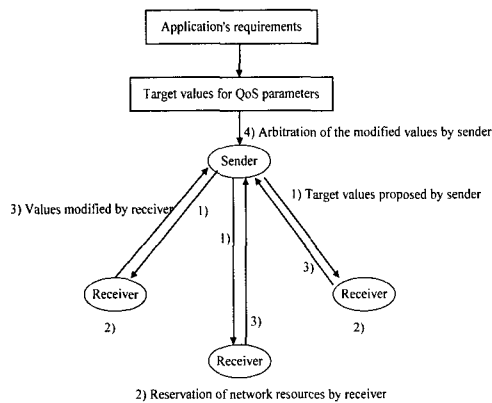 Application's requirements
Target values for QoS parameters
4) Arbitration of the modified values by sender
Sender
1) Target values proposed by sender
3) Values modified by receiver
1)
1)
3)
Receiver
Receiver
2)
3)
2)
Receiver
2) Reservation of network resources by receiver